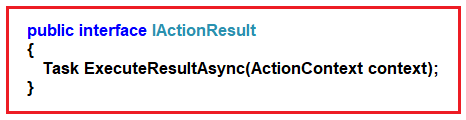 public interface IActionResult
{
    Task ExecuteResultAsync(ActionContext context);
}